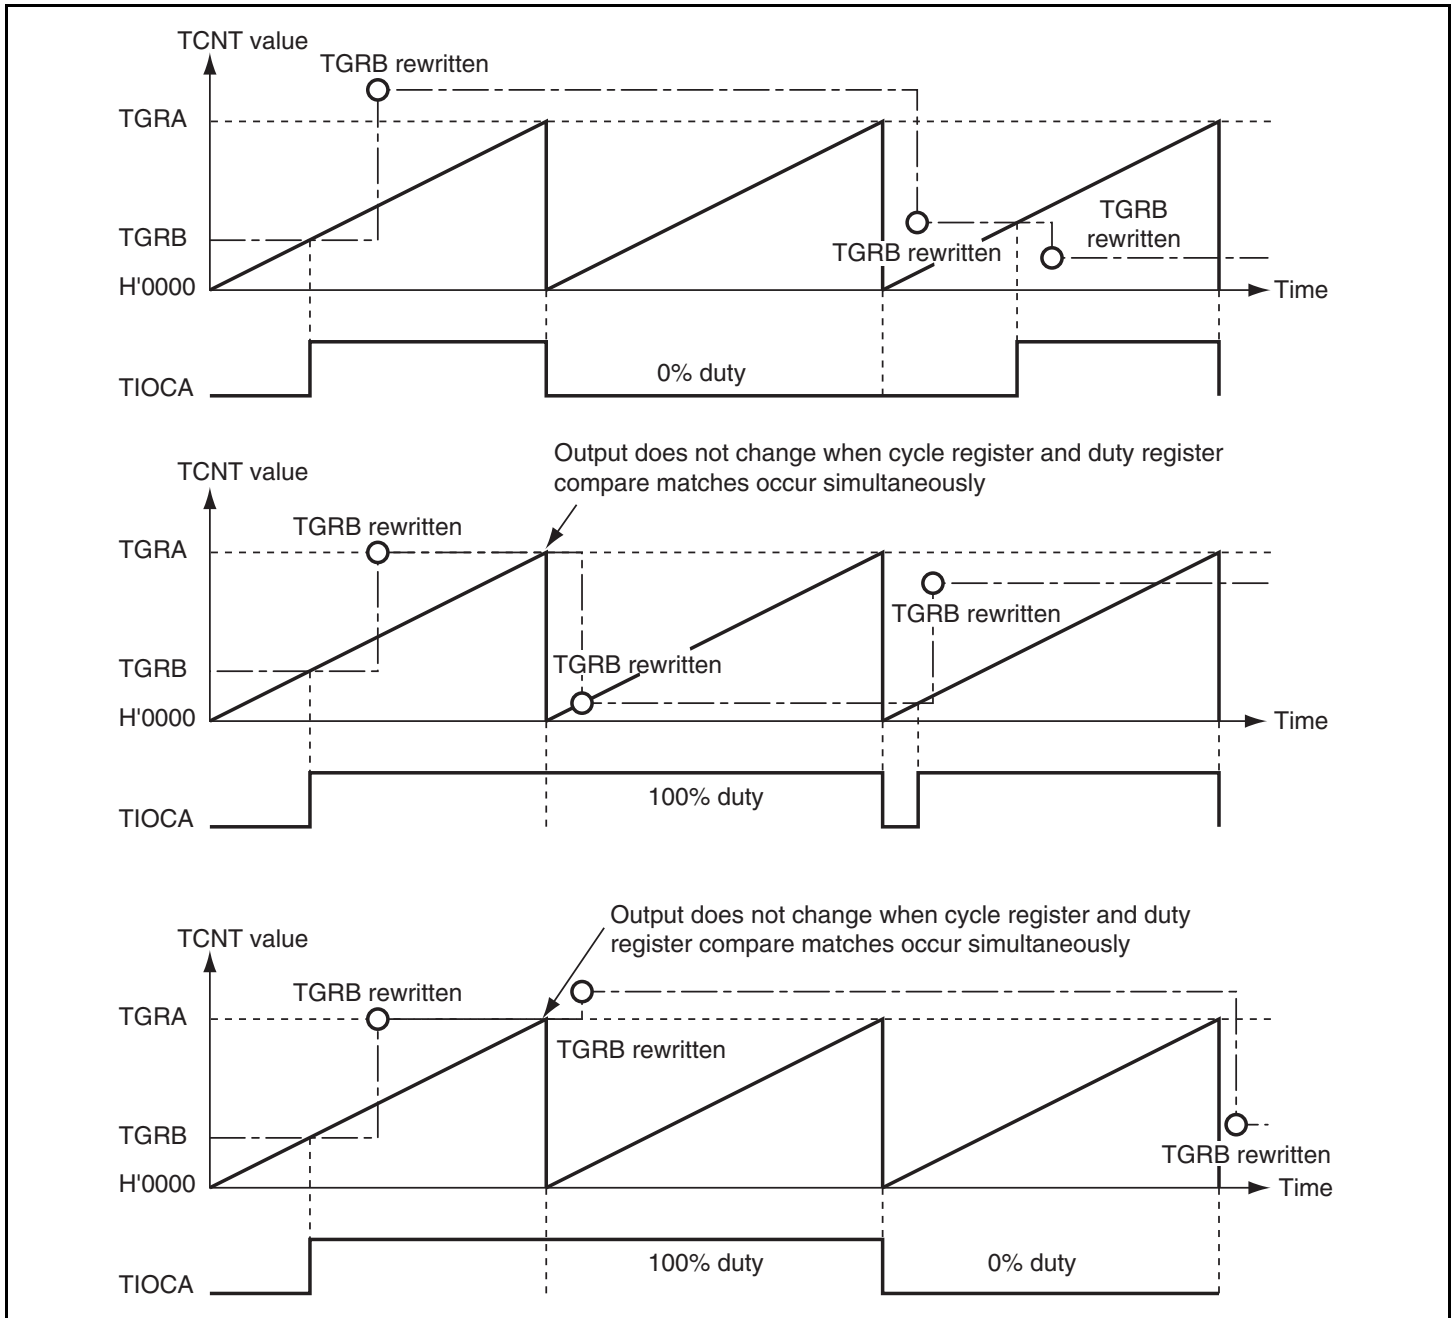 TCNT value
TGRB rewritten
TGRA
TGRB
rewritten
TGRB
TGRB rewritten
H'0000
Time
0% duty
TIOCA
Output does not change when cycle register and duty register
compare matches occur simultaneously
TCNT value
TGRB rewritten
TGRA
TGRB rewritten
TGRB
TGRB rewritten
H'0000
Time
100% duty
TIOCA
Output does not change when cycle register and duty
register compare matches occur simultaneously
TCNT value
TGRB rewritten
TGRA
TGRB rewritten
TGRB
TGRB rewritten
H'0000
Time
100% duty
0% duty
TIOCA